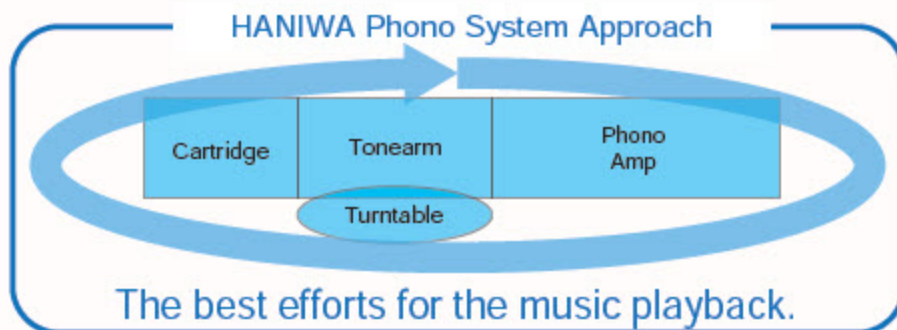 HANIWA Phono System Approach
Cartridge
Tonearm
Phono
Amp
Turntable
The best efforts for the music playback.